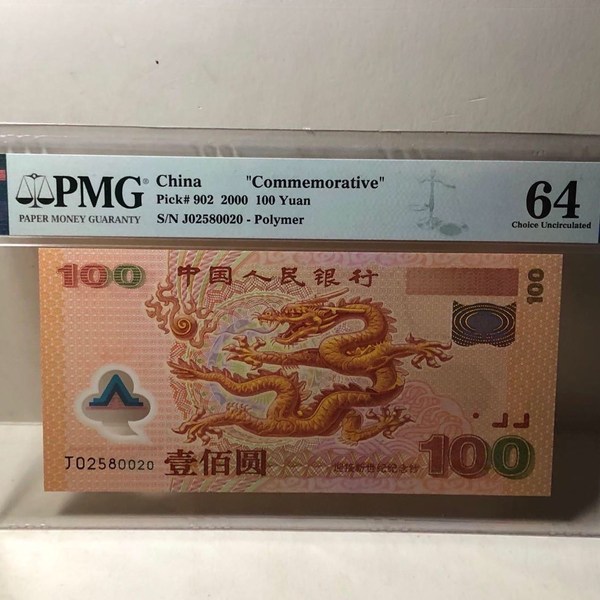 PMG
PAPER MONEY GUARANTY
China "Commemorative"
Pick# 902 2000 100 Yuan
S/N J02580020 - Polymer
64
Choice Uncirculated
100 中国人民银行
100
J02580020 壹佰圆
迎接新世纪纪念钞
100